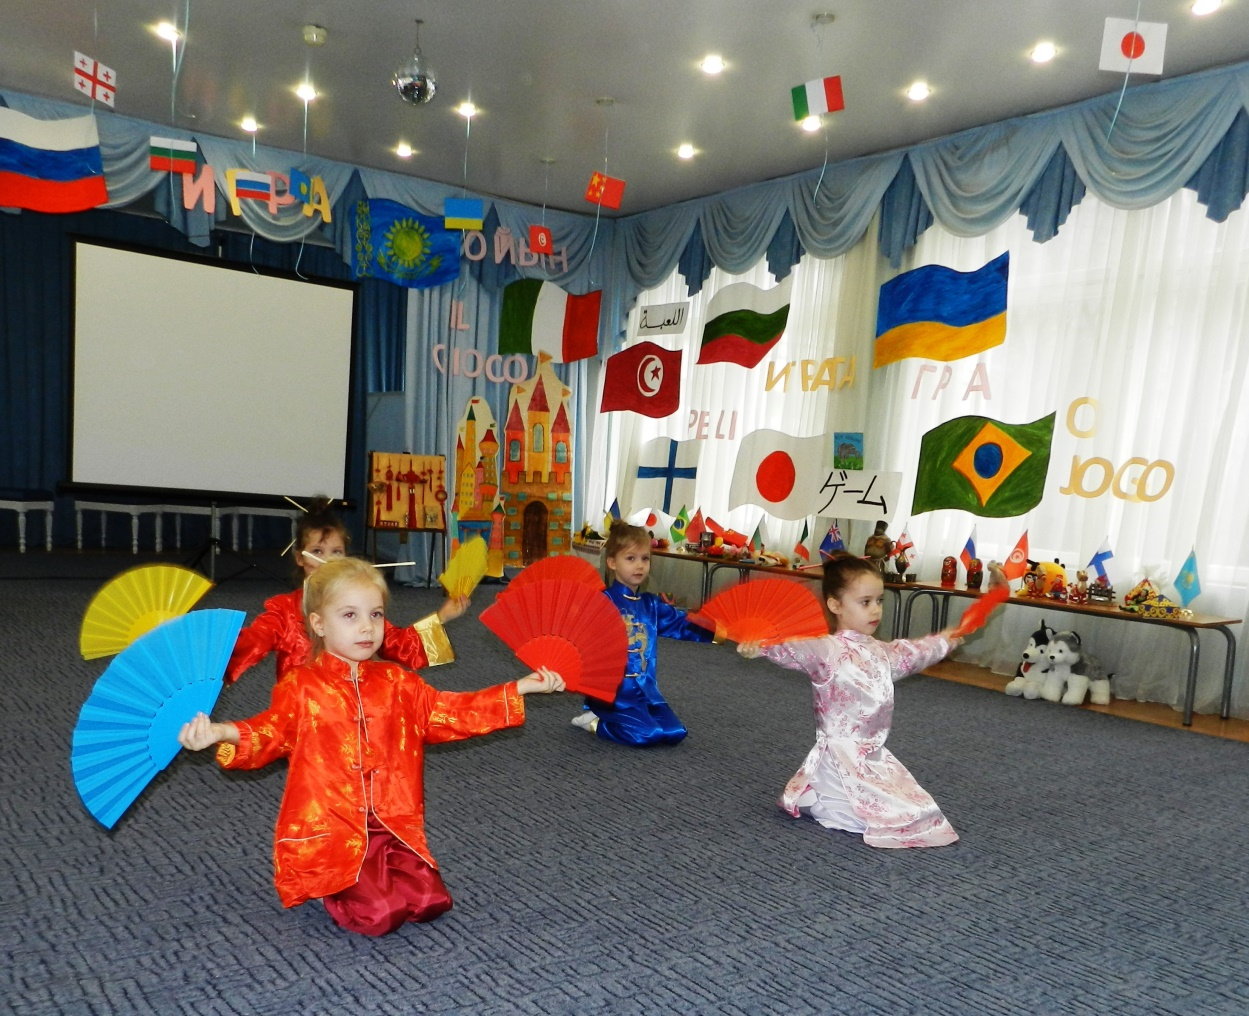 ИГРА
ОЙЫН
IL
GIOCO
اللعبة
ИГРАТА
ГРА
PELI
ゲーム
O
JOGO